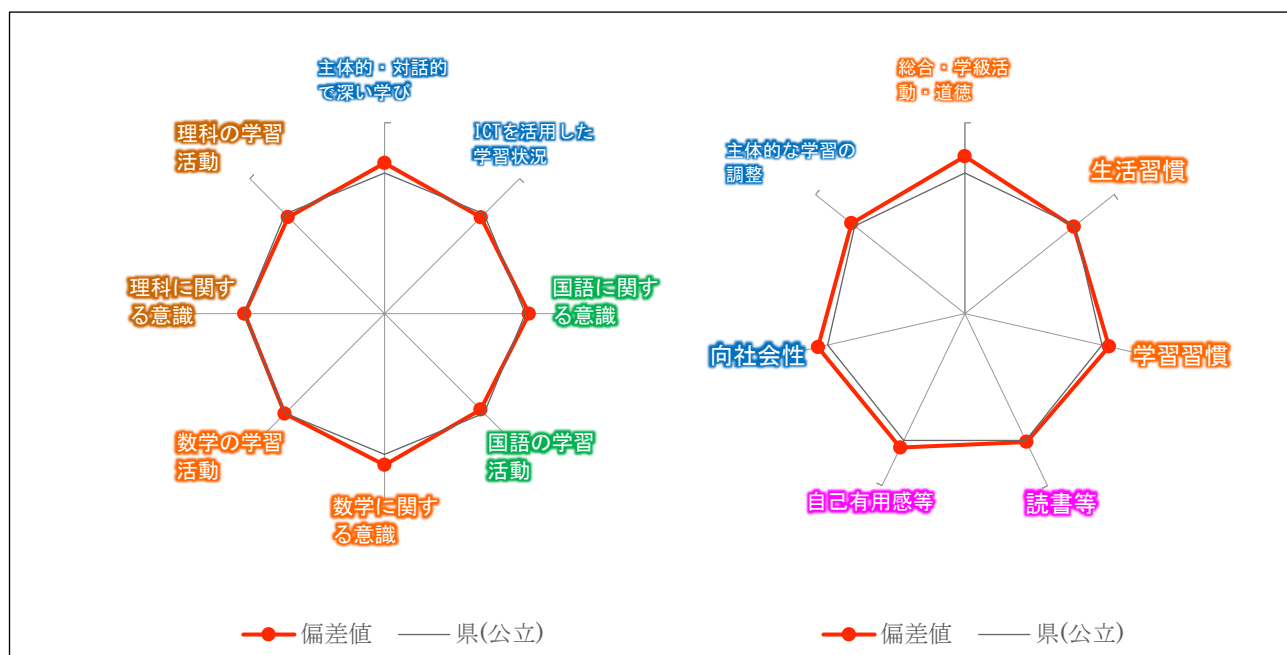 主体的・対話的
で深い学び
ICTを活用した
学習状況
国語に関す
る意識
国語の学習
活動
数学に関す
る意識
数学の学習
活動
理科に関す
る意識
理科の学習
活動
偏差値
県(公立)
総合・学級活
動・道徳
生活習慣
学習習慣
読書等
自己有用感等
向社会性
主体的な学習の
調整
偏差値
県(公立)